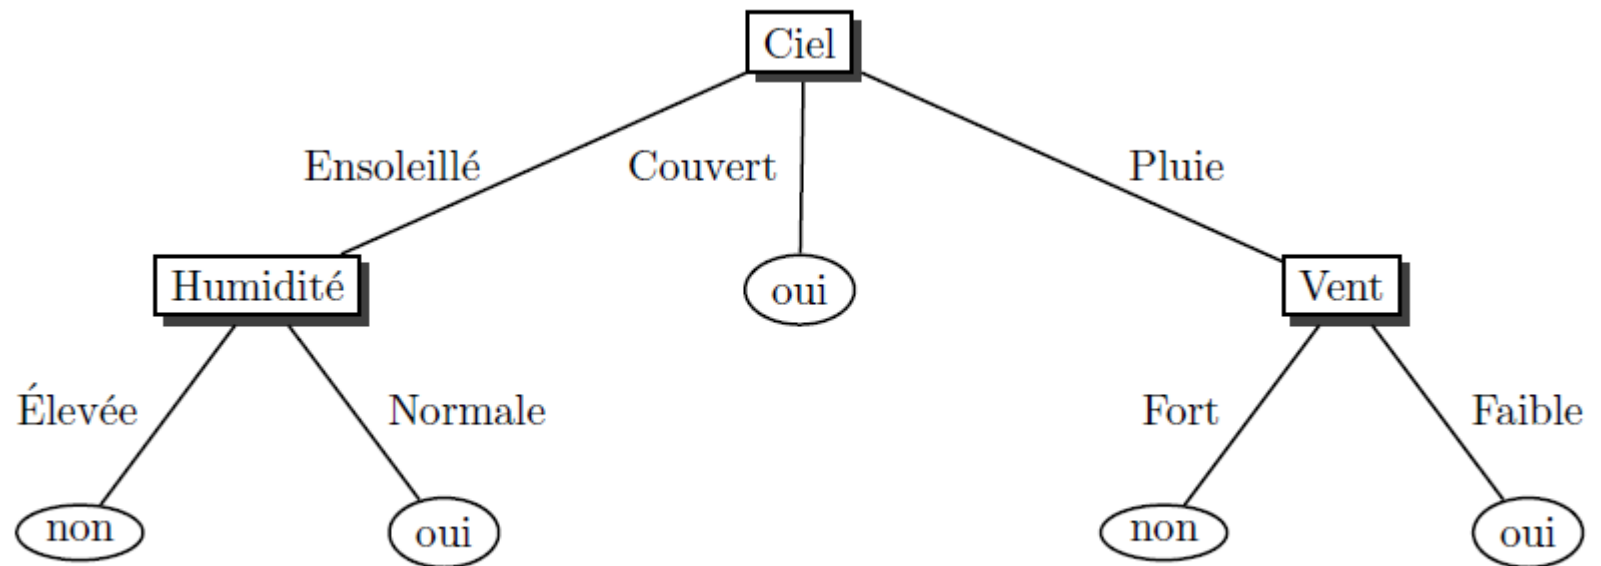 Ciel
Ensoleillé Couvert Pluie
Humidité oui Vent
Élevée Normale Fort Faible
non oui non oui